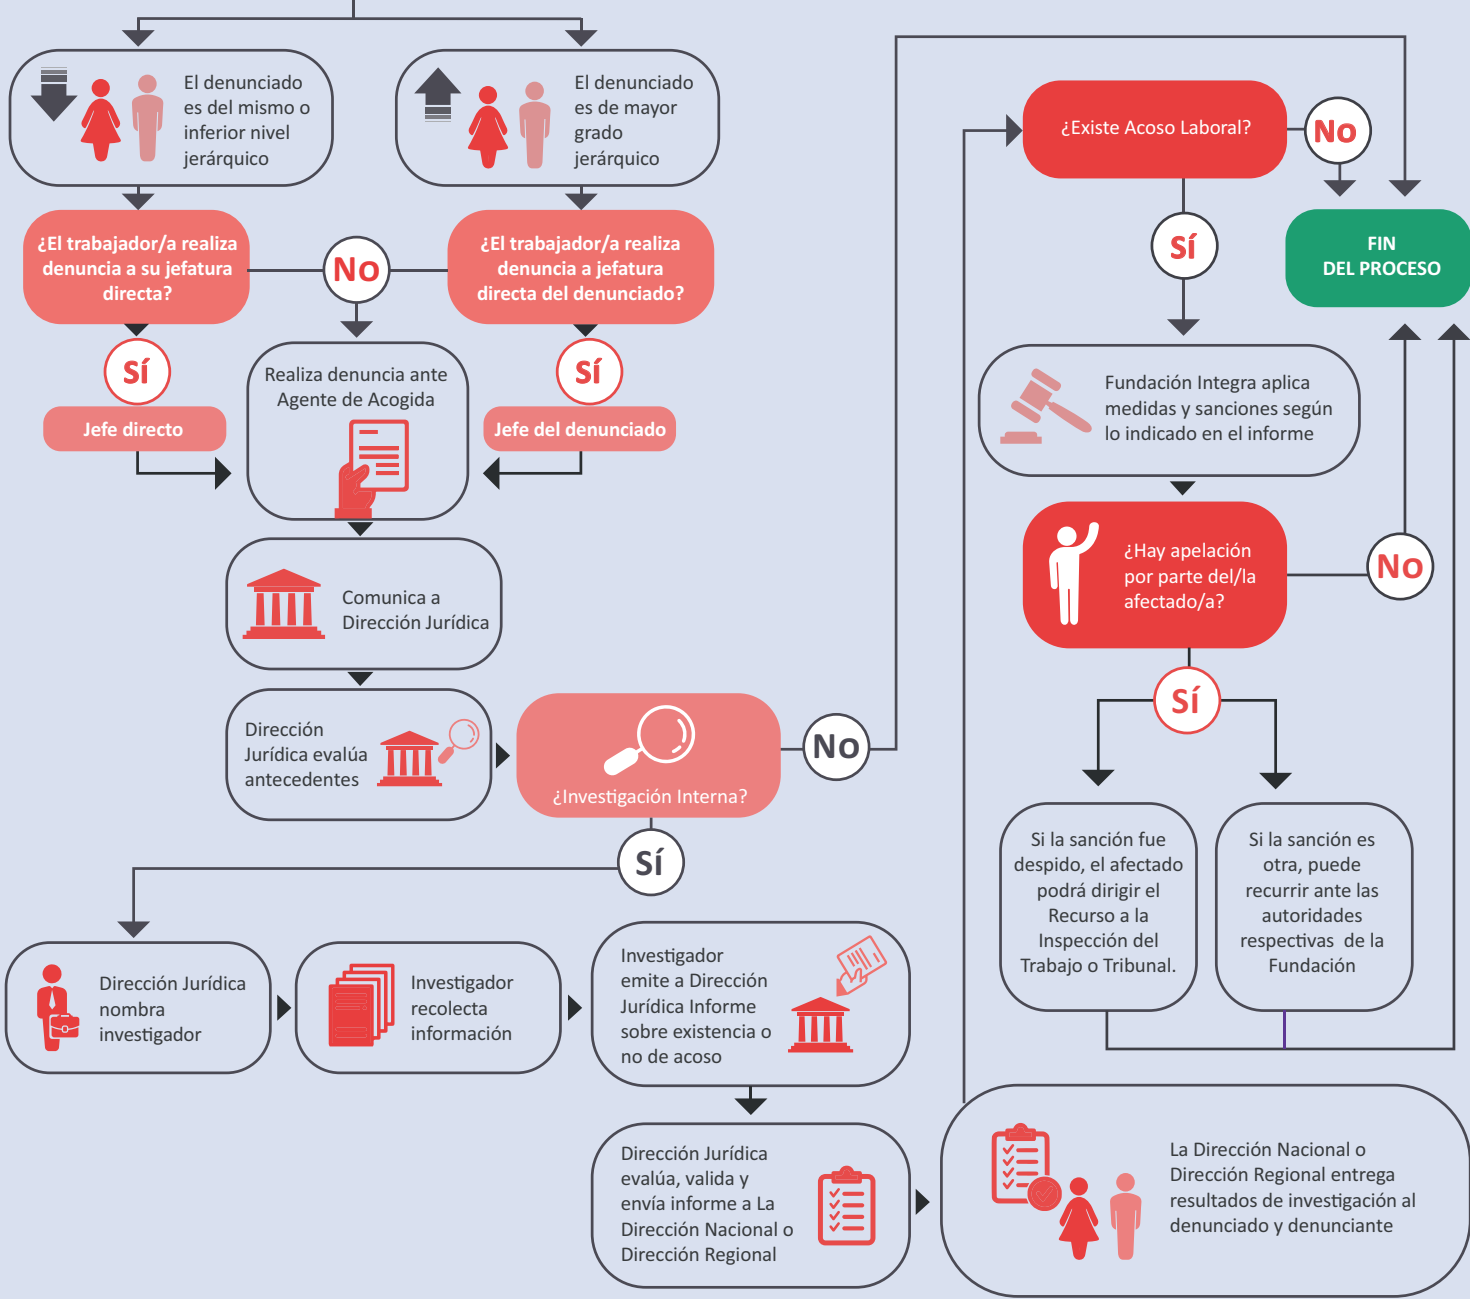 El denunciado
es del mismo o
inferior nivel
jerárquico
El denunciado
es de mayor
grado
jerárquico
¿El trabajador/a realiza
denuncia a su jefatura
directa?
No
¿El trabajador/a realiza
denuncia a jefatura
directa del denunciado?
Sí
Sí
Jefe directo
Jefe del denunciado
Realiza denuncia ante
Agente de Acogida
Comunica a
Dirección Jurídica
Dirección
Jurídica evalúa
antecedentes
¿Investigación Interna?
No
Sí
Dirección Jurídica
nombra
investigador
Investigador
recolecta
información
Investigador
emite a Dirección
Jurídica Informe
sobre existencia o
no de acoso
Dirección Jurídica
evalúa, valida y
envía informe a La
Dirección Nacional o
Dirección Regional
La Dirección Nacional o
Dirección Regional entrega
resultados de investigación al
denunciado y denunciante
¿Existe Acoso Laboral?
No
Sí
FIN
DEL PROCESO
Fundación Integra aplica
medidas y sanciones según
lo indicado en el informe
¿Hay apelación
por parte del/la
afectado/a?
No
Sí
Si la sanción fue
despido, el afectado
podrá dirigir el
Recurso a la
Inspección del
Trabajo o Tribunal.
Si la sanción es
otra, puede
recurrir ante las
autoridades
respectivas de la
Fundación